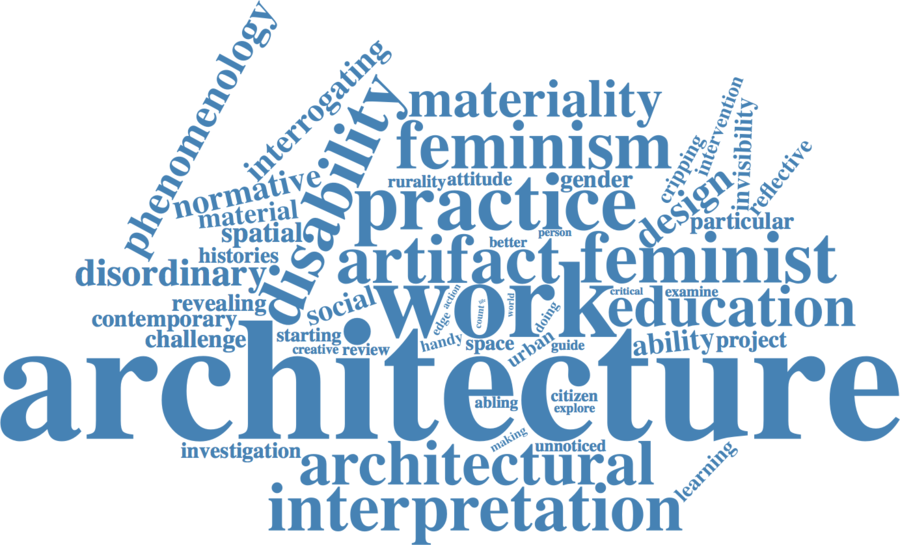 phenomenology
interrogating
disability
materiality
feminism
intervention
cripping
invisibility
reflective
normative
rurality
attitude
gender
material
practice
design
particular
spatial
person
histories
better
artifact
feminist
disordinary
revealing
social
work
action
edge
count%
world
doing
critical
examine
education
contemporary
challenge
starting
handy
space
urban
guide
ability
project
creative
review
architecture
abling
citizen
explore
investigation
making
unnoticed
learning
architectural
interpretation